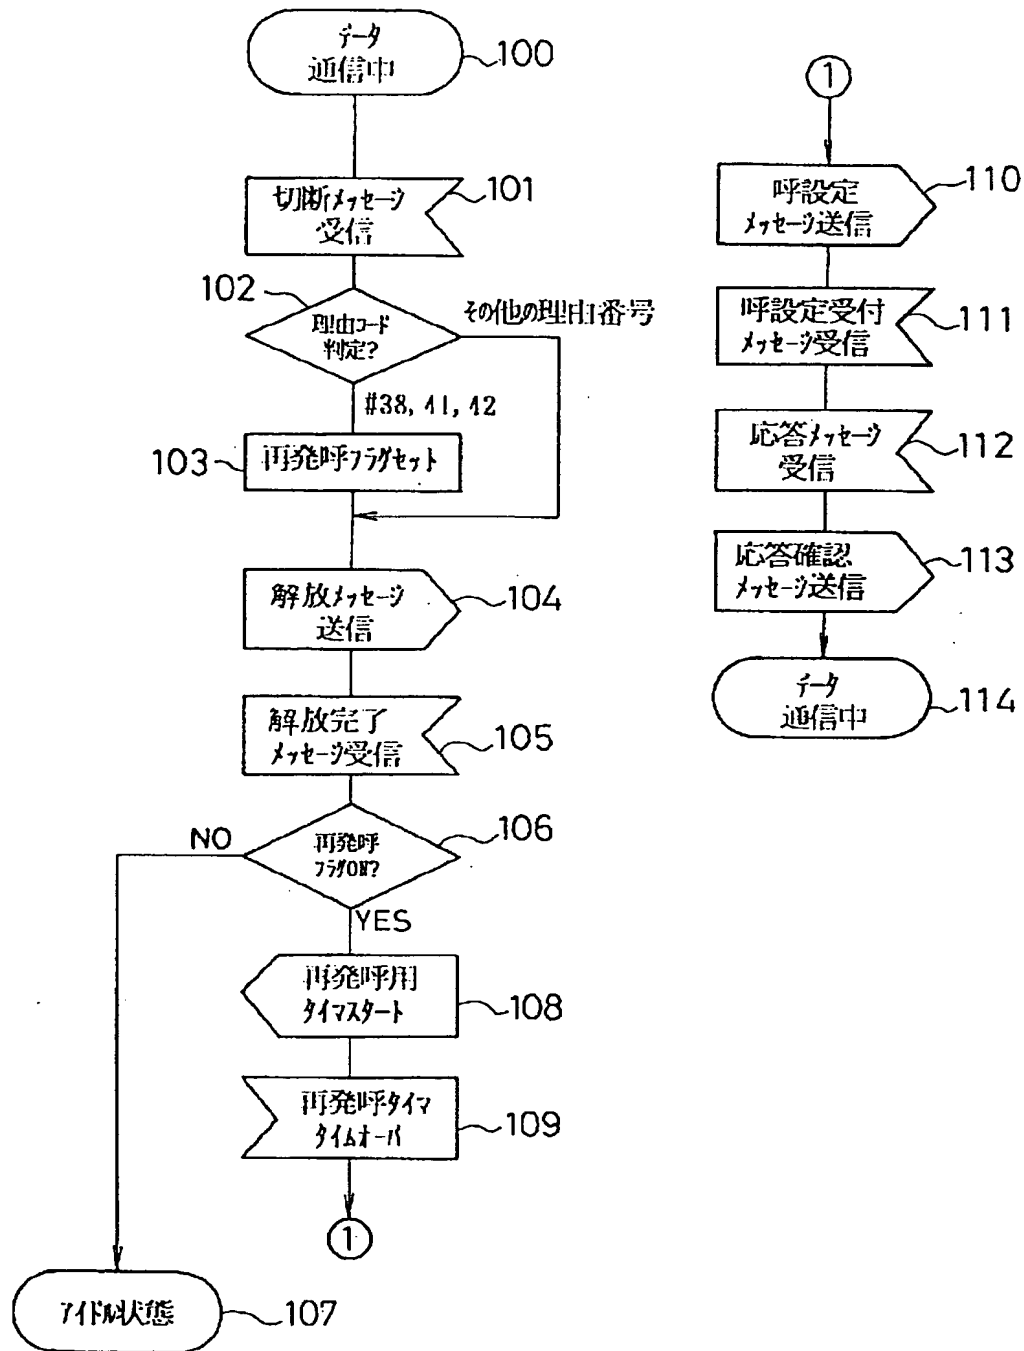 データ
通信中
100
切断メッセージ
受信
101
102
理由コード
判定?
その他の理由番号
#38, 41, 42
103
再発呼フラグセット
解放メッセージ
送信
104
解放完了
メッセージ受信
105
NO
再発呼
フラグON?
106
YES
再発呼用
タイマスタート
108
再発呼タイマ
タイムオーバ
109
1
アイドル状態
107
1
呼設定
メッセージ送信
110
呼設定受付
メッセージ受信
111
応答メッセージ
受信
112
応答確認
メッセージ送信
113
データ
通信中
114